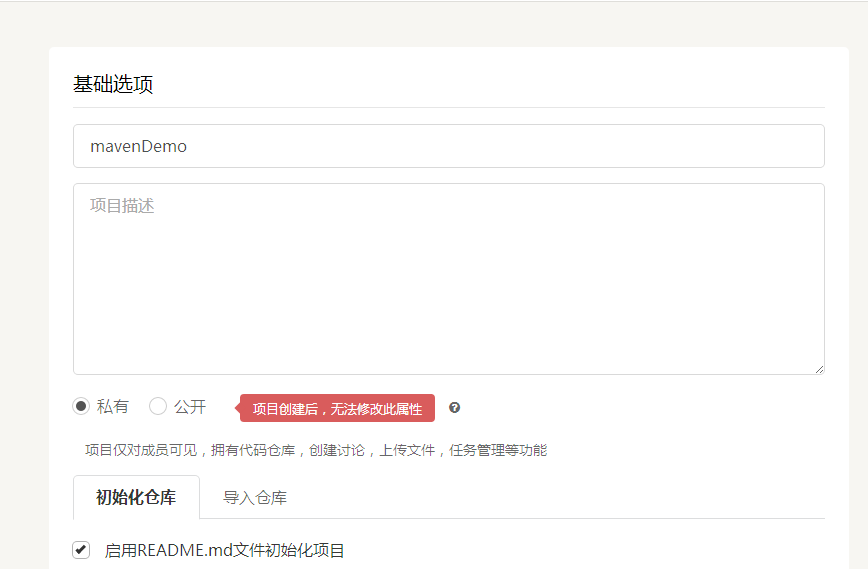 基础选项
mavenDemo
项目描述
私有 公开 项目创建后，无法修改此属性
项目仅对成员可见，拥有代码仓库，创建讨论，上传文件，任务管理等功能
初始化仓库 导入仓库
启用README.md文件初始化项目